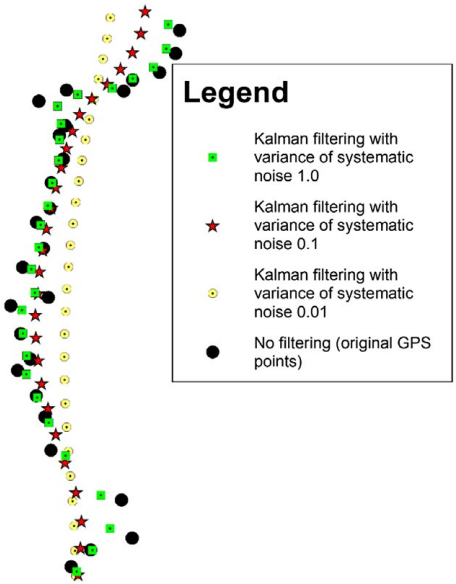 Legend
Kalman filtering with
variance of systematic
noise 1.0
Kalman filtering with
variance of systematic
noise 0.1
Kalman filtering with
variance of systematic
noise 0.01
No filtering (original GPS
points)